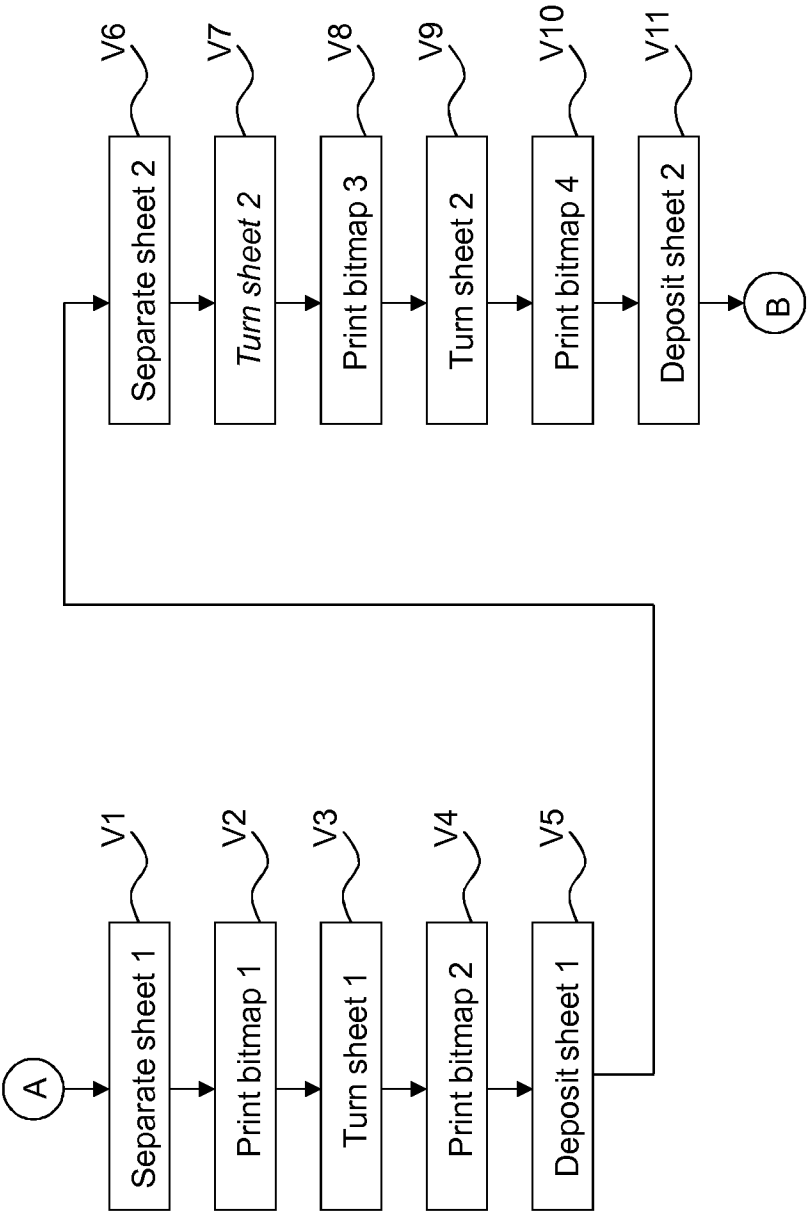 A
Separate sheet 1
V1
Print bitmap 1
V2
Turn sheet 1
V3
Print bitmap 2
V4
Deposit sheet 1
V5
Separate sheet 2
V6
Turn sheet 2
V7
Print bitmap 3
V8
Turn sheet 2
V9
Print bitmap 4
V10
Deposit sheet 2
V11
B